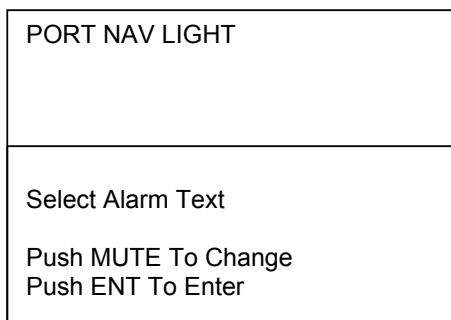 PORT NAV LIGHT
Select Alarm Text
Push MUTE To Change
Push ENT To Enter